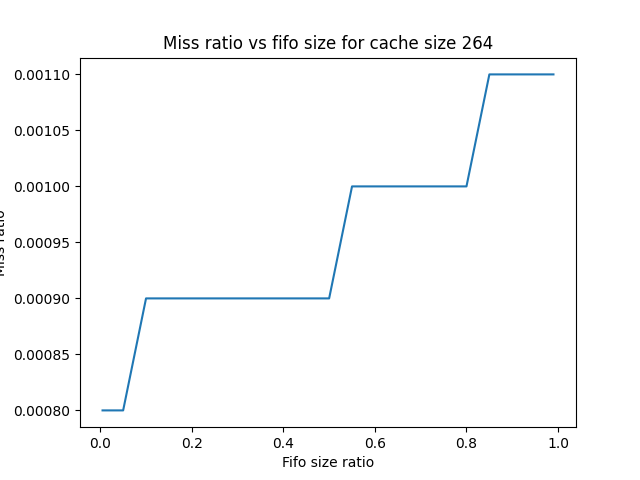 Miss ratio vs fifo size for cache size 264
0.00110
0.00105
0.00100
0.00095
0.00090
0.00085
0.00080
Miss ratio
0.0 0.2 0.4 0.6 0.8 1.0
Fifo size ratio